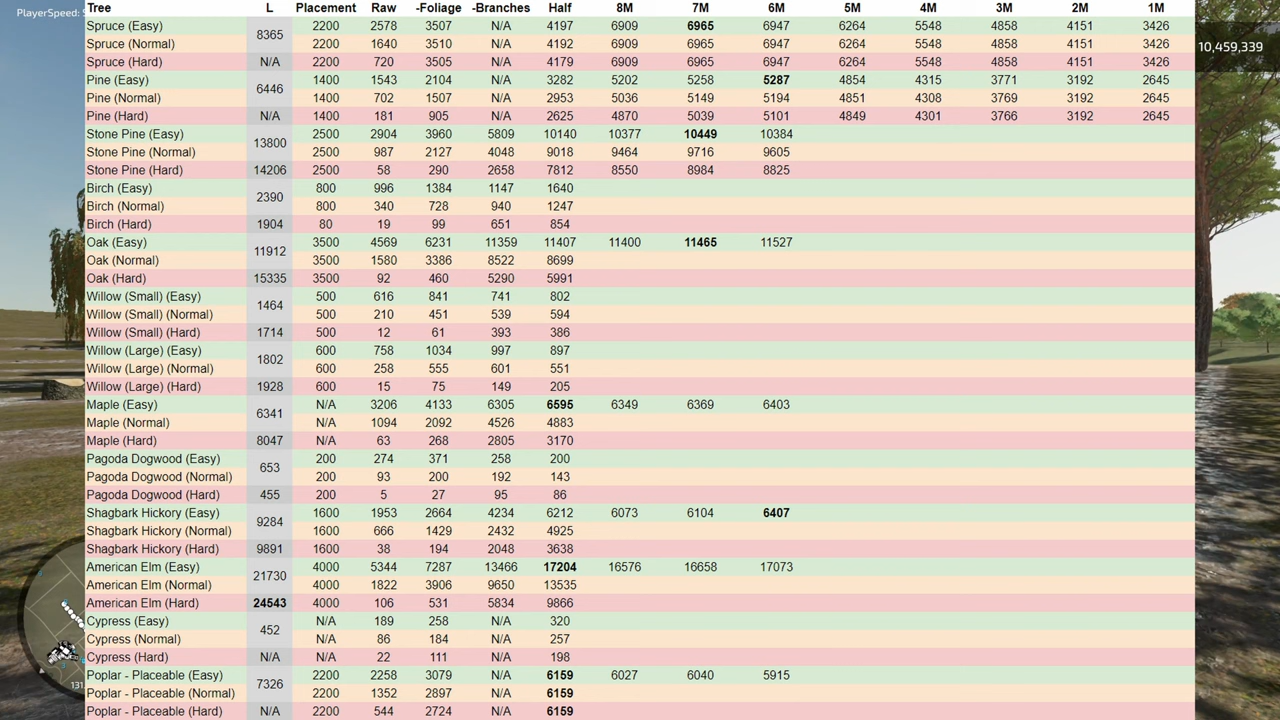 PlayerSpeed:
Tree L Placement Raw -Foliage -Branches Half 8M 7M 6M 5M 4M 3M 2M 1M
Spruce (Easy) 8365 2200 2578 3507 N/A 4197 6909 6965 6947 6264 5548 4858 4151 3426
Spruce (Normal) 2200 1640 3510 N/A 4192 6909 6965 6947 6264 5548 4858 4151 3426
10,459,339
Spruce (Hard) N/A 2200 720 3505 N/A 4179 6909 6965 6947 6264 5548 4858 4151 3426
Pine (Easy) 6446 1400 1543 2104 N/A 3282 5202 5258 5287 4854 4315 3771 3192 2645
Pine (Normal) 1400 702 1507 N/A 2953 5036 5149 5194 4851 4308 3769 3192 2645
Pine (Hard) N/A 1400 181 905 N/A 2625 4870 5039 5101 4849 4301 3766 3192 2645
Stone Pine (Easy) 13800 2500 2904 3960 5809 10140 10377 10449 10384
Stone Pine (Normal) 2500 987 2127 4048 9018 9464 9716 9605
Stone Pine (Hard) 14206 2500 58 290 2658 7812 8550 8984 8825
Birch (Easy) 2390 800 996 1384 1147 1640
Birch (Normal) 800 340 728 940 1247
Birch (Hard) 1904 80 19 99 651 854
Oak (Easy) 11912 3500 4569 6231 11359 11407 11400 11465 11527
Oak (Normal) 3500 1580 3386 8522 8699
Oak (Hard) 15335 3500 92 460 5290 5991
Willow (Small) (Easy) 1464 500 616 841 741 802
Willow (Small) (Normal) 500 210 451 539 594
Willow (Small) (Hard) 1714 500 12 61 393 386
Willow (Large) (Easy) 1802 600 758 1034 997 897
Willow (Large) (Normal) 600 258 555 601 551
Willow (Large) (Hard) 1928 600 15 75 149 205
Maple (Easy) 6341 N/A 3206 4133 6305 6595 6349 6369 6403
Maple (Normal) N/A 1094 2092 4526 4883
Maple (Hard) 8047 N/A 63 268 2805 3170
Pagoda Dogwood (Easy) 653 200 274 371 258 200
Pagoda Dogwood (Normal) 200 93 200 192 143
Pagoda Dogwood (Hard) 455 200 5 27 95 86
Shagbark Hickory (Easy) 9284 1600 1953 2664 4234 6212 6073 6104 6407
Shagbark Hickory (Normal) 1600 666 1429 2432 4925
Shagbark Hickory (Hard) 9891 1600 38 194 2048 3638
American Elm (Easy) 21730 4000 5344 7287 13466 17204 16576 16658 17073
American Elm (Normal) 4000 1822 3906 9650 13535
American Elm (Hard) 24543 4000 106 531 5834 9866
Cypress (Easy) 452 N/A 189 258 N/A 320
Cypress (Normal) N/A 86 184 N/A 257
Cypress (Hard) N/A N/A 22 111 N/A 198
Poplar - Placeable (Easy) 7326 2200 2258 3079 N/A 6159 6027 6040 5915
Poplar - Placeable (Normal) 2200 1352 2897 N/A 6159
Poplar - Placeable (Hard) N/A 2200 544 2724 N/A 6159